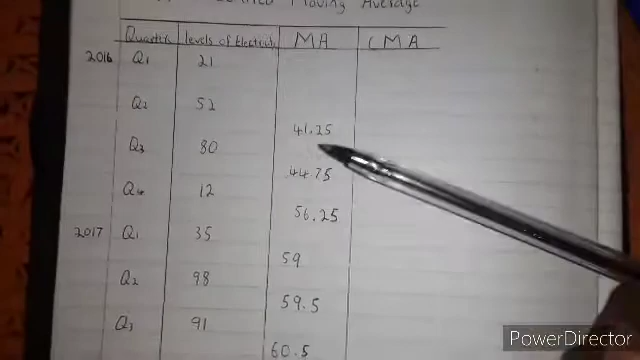 Moving Average
Quarters levels of Electricity MA CMA
2016 Q1 21
Q2 52
41.25
Q3 80
44.75
Q4 12
56.25
2017 Q1 35
59
Q2 98
59.5
Q3 91
60.5
PowerDirector